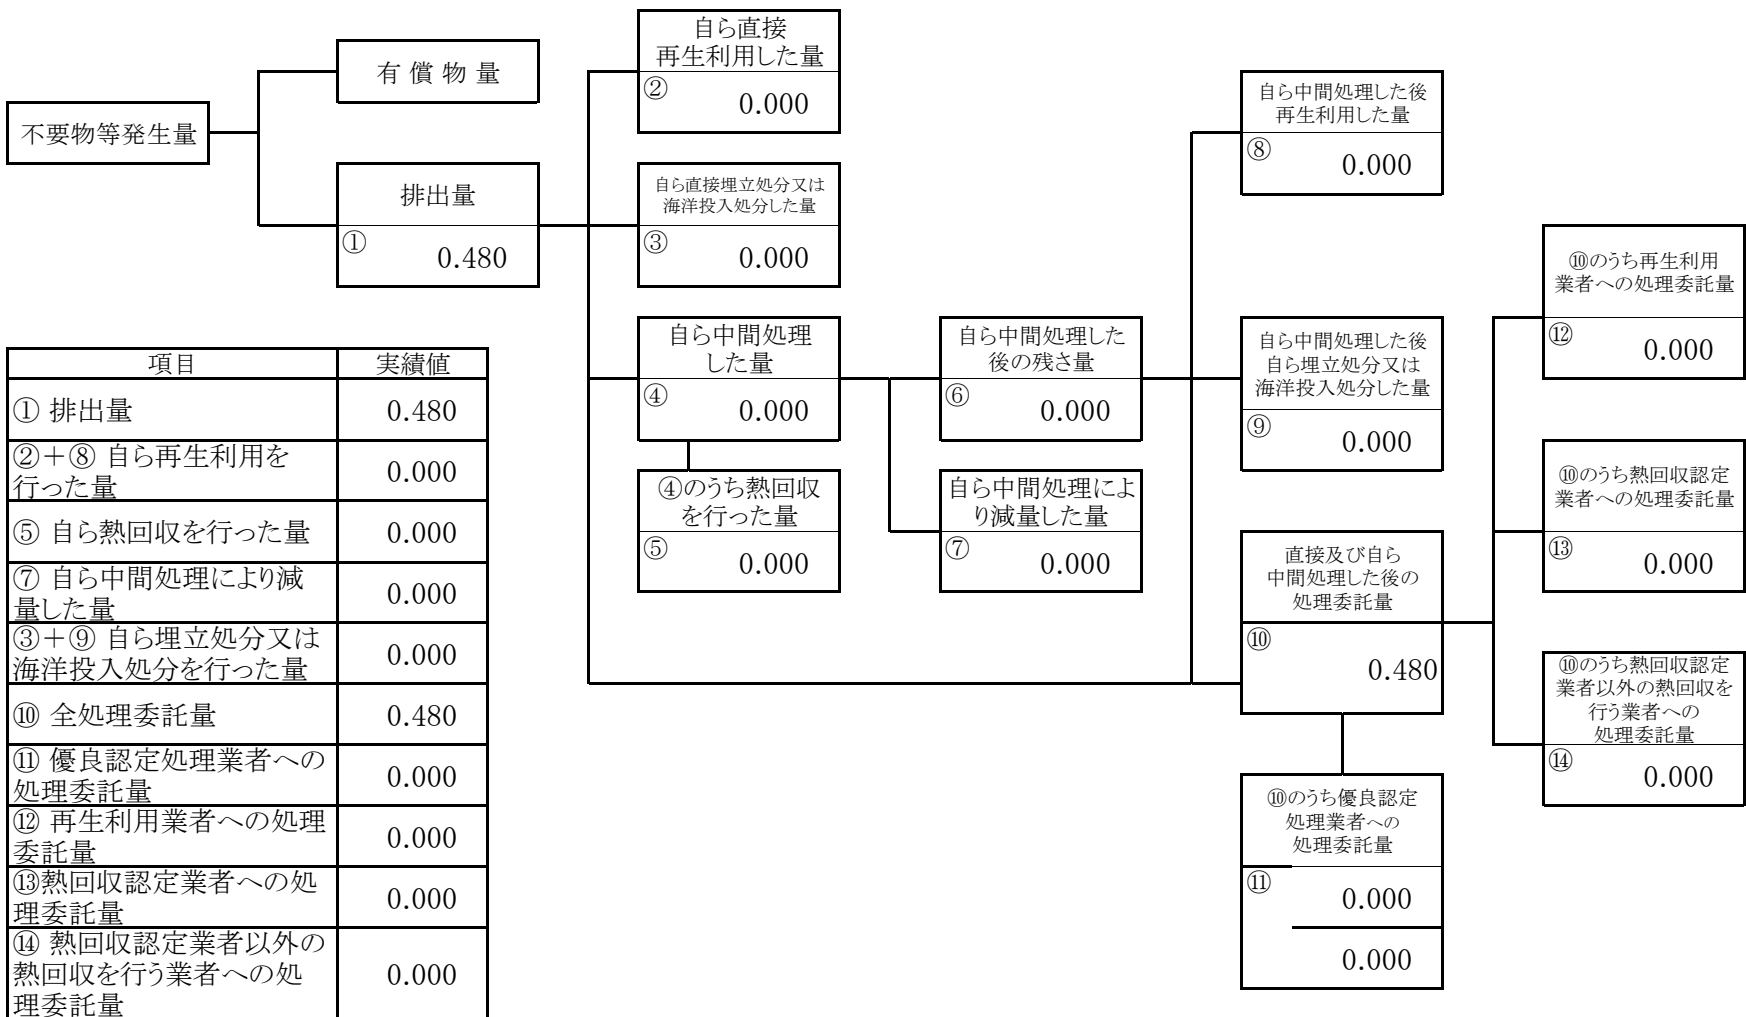 不要物等発生量
有 償 物 量
排出量
①
0.480
自ら直接
再生利用した量
②
0.000
自ら直接埋立処分又は
海洋投入処分した量
③
0.000
自ら中間処理
した量
④
0.000
④のうち熱回収
を行った量
⑤
0.000
自ら中間処理した
後の残さ量
⑥
0.000
自ら中間処理によ
り減量した量
⑦
0.000
自ら中間処理した後
再生利用した量
⑧
0.000
自ら中間処理した後
自ら埋立処分又は
海洋投入処分した量
⑨
0.000
直接及び自ら
中間処理した後の
処理委託量
⑩
0.480
⑩のうち優良認定
処理業者への
処理委託量
⑪
0.000
0.000
⑩のうち再生利用
業者への処理委託量
⑫
0.000
⑩のうち熱回収認定
業者への処理委託量
⑬
0.000
⑩のうち熱回収認定
業者以外の熱回収を
行う業者への
処理委託量
⑭
0.000
項目 実績値
① 排出量 0.480
②＋⑧ 自ら再生利用を
行った量 0.000
⑤ 自ら熱回収を行った量 0.000
⑦ 自ら中間処理により減
量した量 0.000
③＋⑨ 自ら埋立処分又は
海洋投入処分を行った量 0.000
⑩ 全処理委託量 0.480
⑪ 優良認定処理業者への
処理委託量 0.000
⑫ 再生利用業者への処理
委託量 0.000
⑬熱回収認定業者への処
理委託量 0.000
⑭ 熱回収認定業者以外の
熱回収を行う業者への処
理委託量 0.000